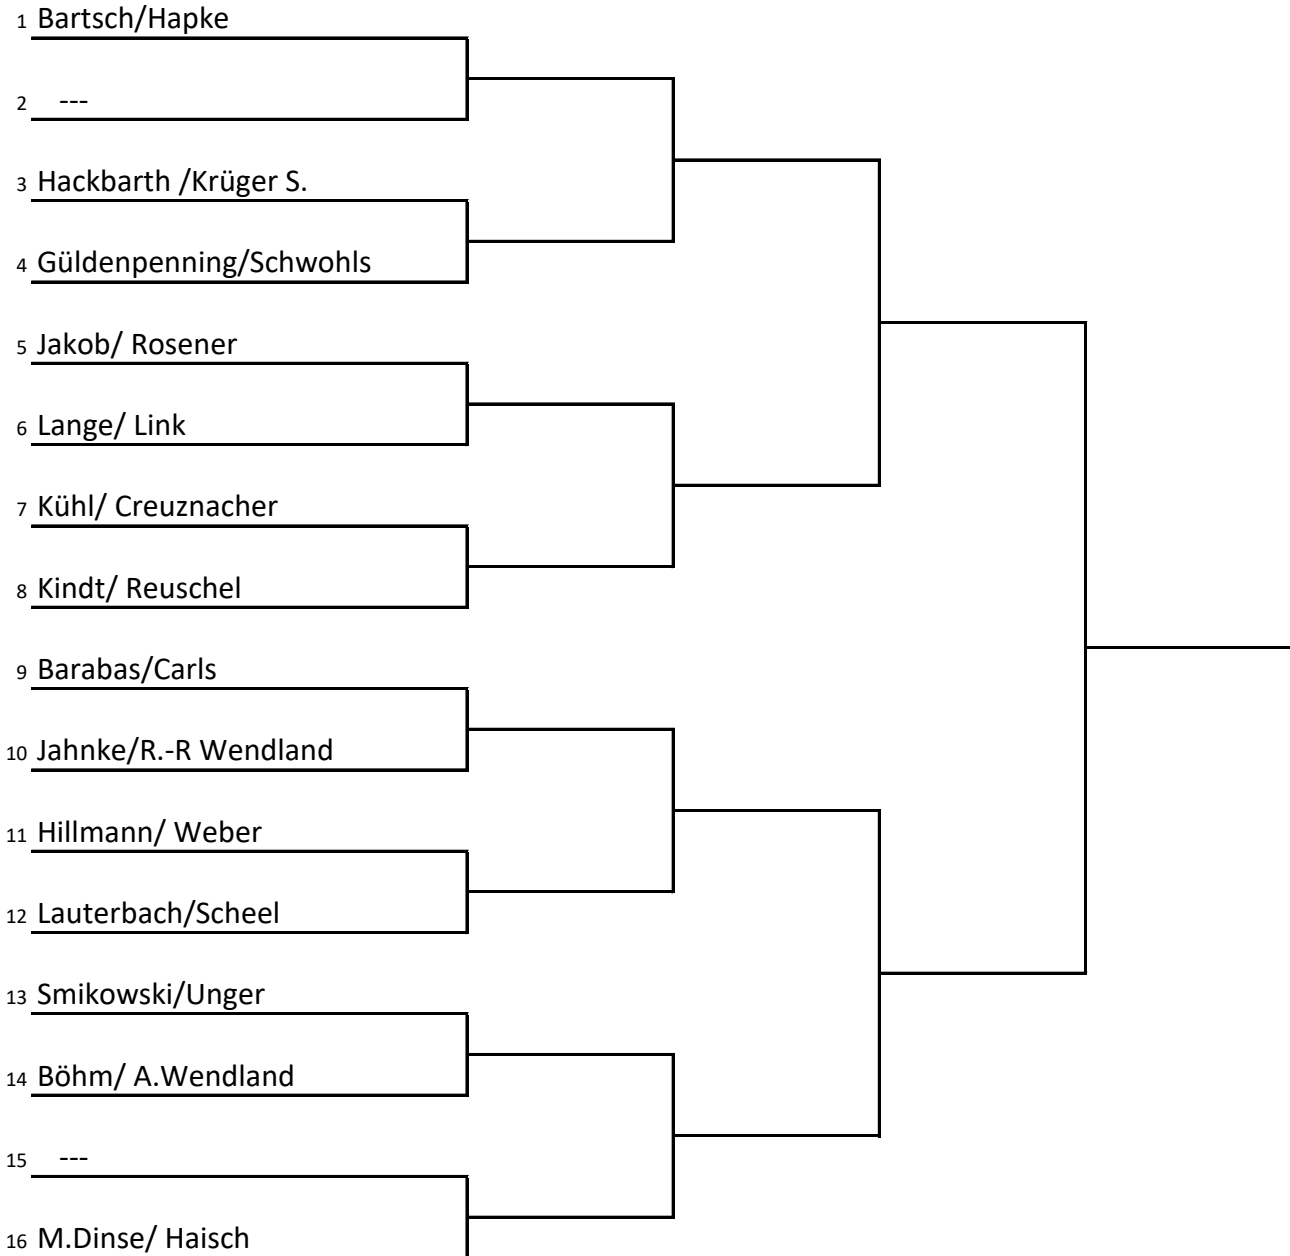 1 Bartsch/Hapke
2 ---
3 Hackbarth /Krüger S.
4 Güldenpenning/Schwohls
5 Jakob/ Rosener
6 Lange/ Link
7 Kühl/ Creuznacher
8 Kindt/ Reuschel
9 Barabas/Carls
10 Jahnke/R.-R Wendland
11 Hillmann/ Weber
12 Lauterbach/Scheel
13 Smikowski/Unger
14 Böhm/ A.Wendland
15 ---
16 M.Dinse/ Haisch